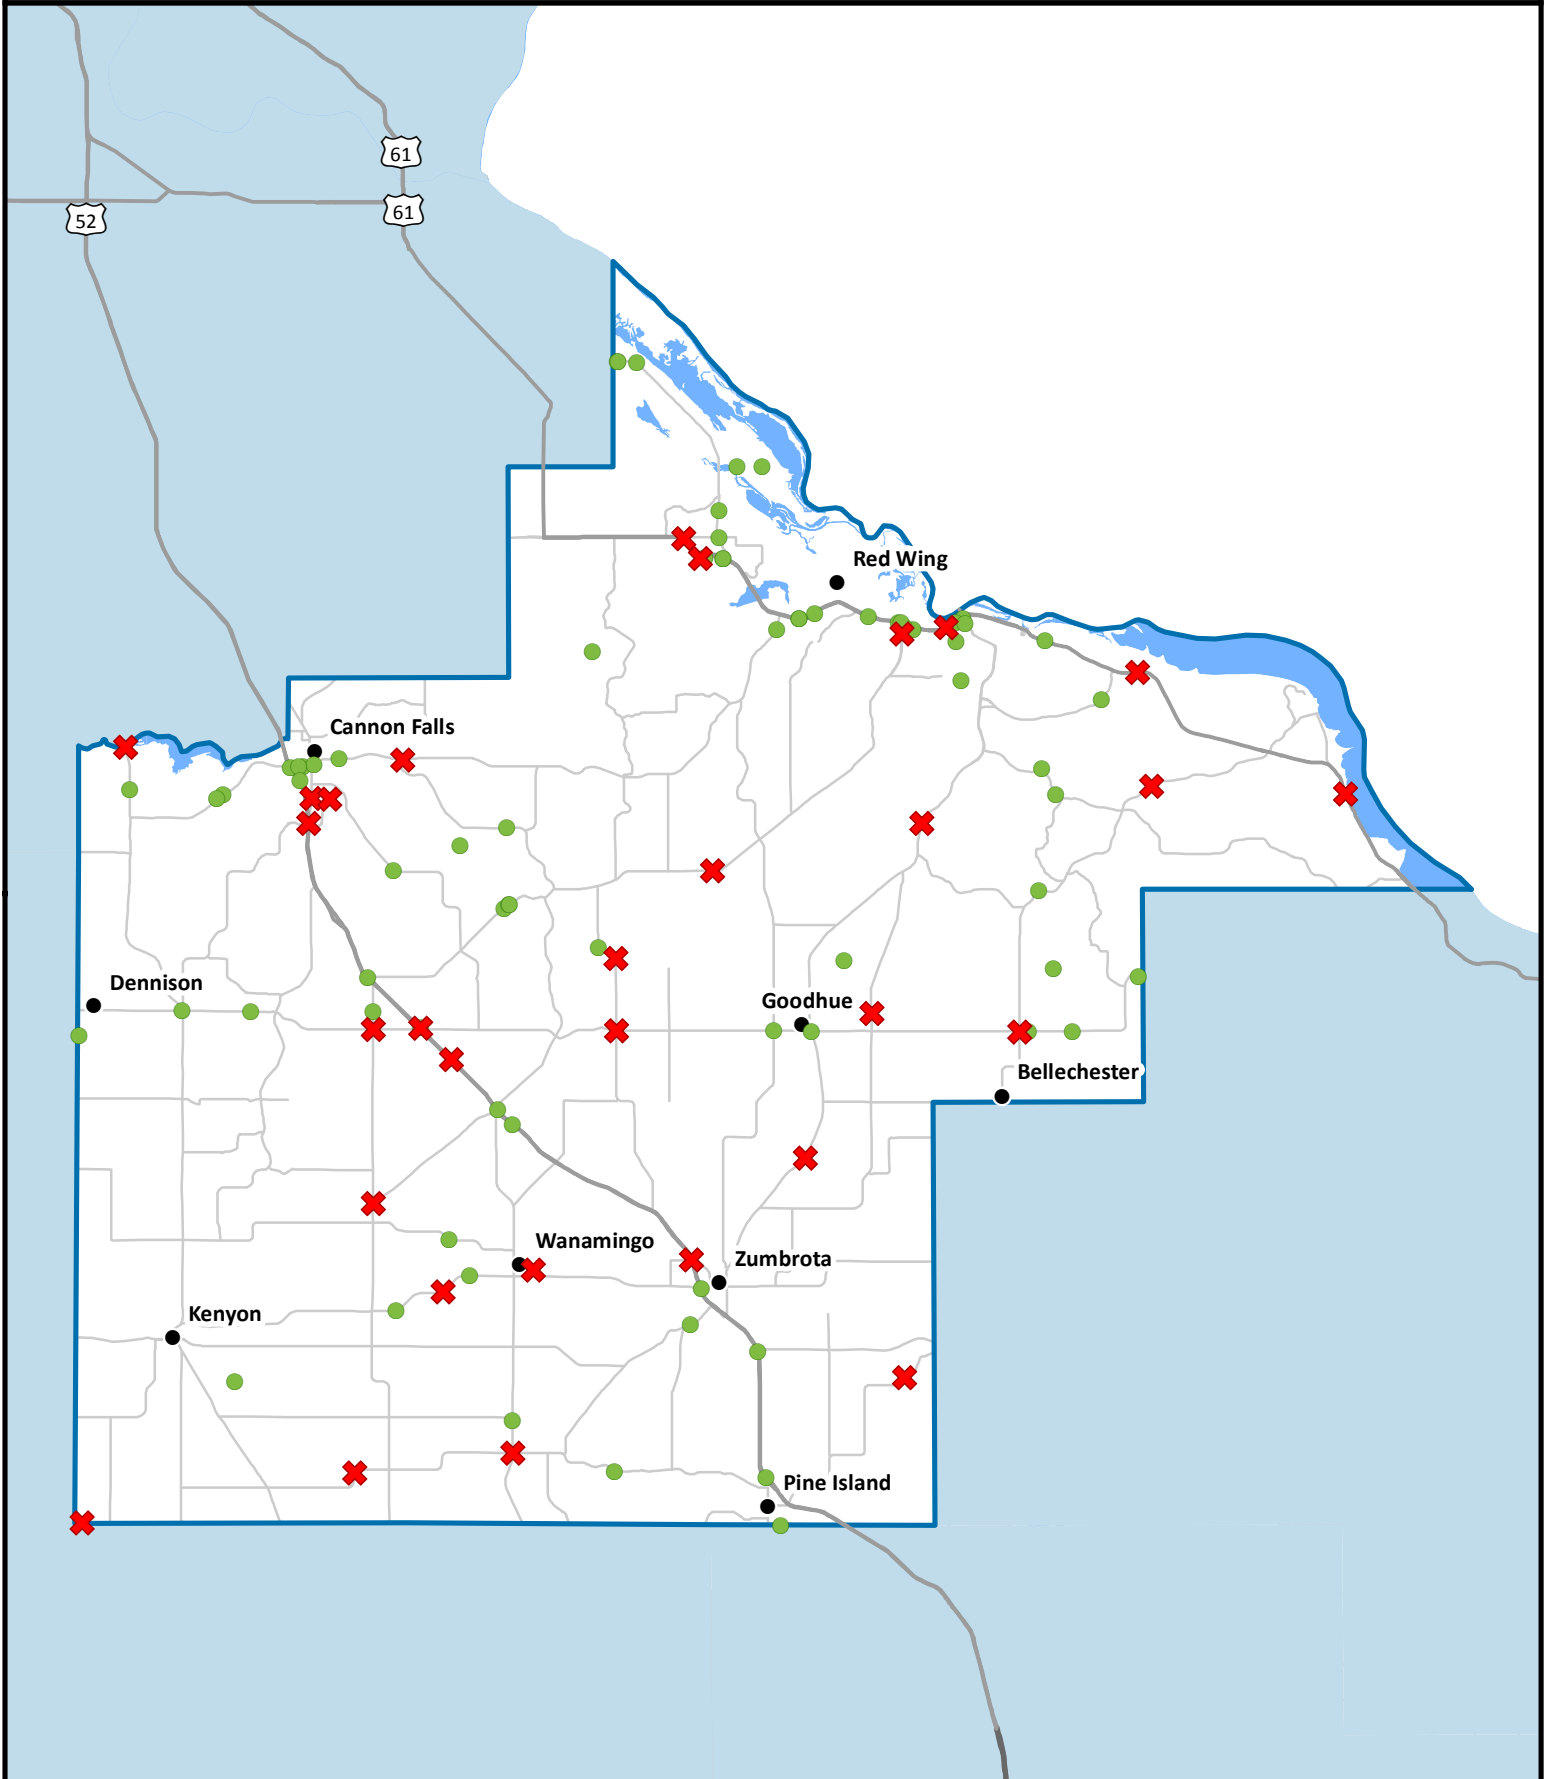 61
61
52
Red Wing
Cannon Falls
Dennison
Goodhue
Bellechester
Wanamingo
Zumbrota
Kenyon
Pine Island